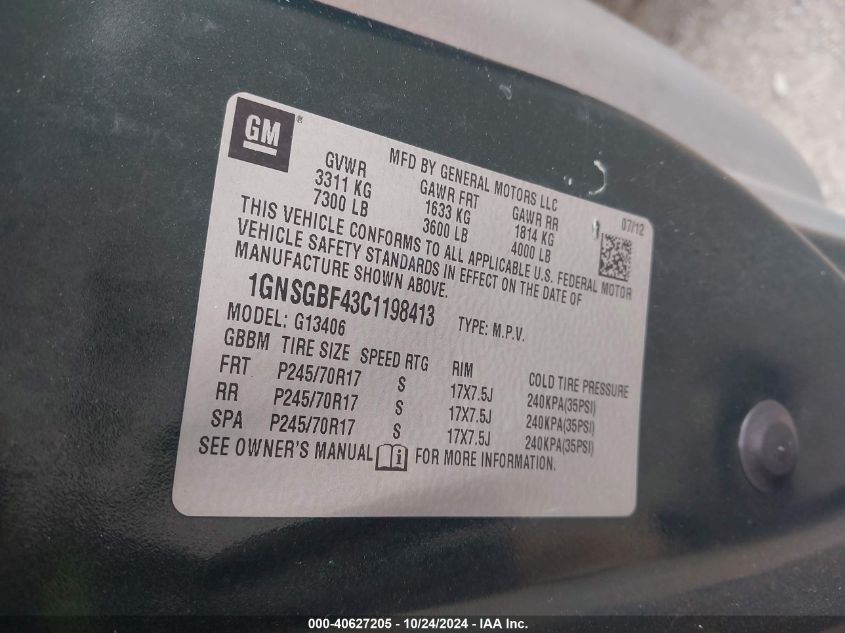 GM®
MFD BY GENERAL MOTORS LLC 07/12
GVWR GAWR FRT GAWR RR
3311 KG 1633 KG 1814 KG
7300 LB 3600 LB 4000 LB
THIS VEHICLE CONFORMS TO ALL APPLICABLE U.S. FEDERAL MOTOR
VEHICLE SAFETY STANDARDS IN EFFECT ON THE DATE OF
MANUFACTURE SHOWN ABOVE.
1GNSGBF43C1198413 TYPE: M.P.V.
MODEL: G13406
GBBM TIRE SIZE SPEED RTG RIM COLD TIRE PRESSURE
FRT P245/70R17 S 17X7.5J 240KPA(35PSI)
RR P245/70R17 S 17X7.5J 240KPA(35PSI)
SPA P245/70R17 S 17X7.5J 240KPA(35PSI)
SEE OWNER'S MANUAL i FOR MORE INFORMATION.
000-40627205 - 10/24/2024 - IAA Inc.